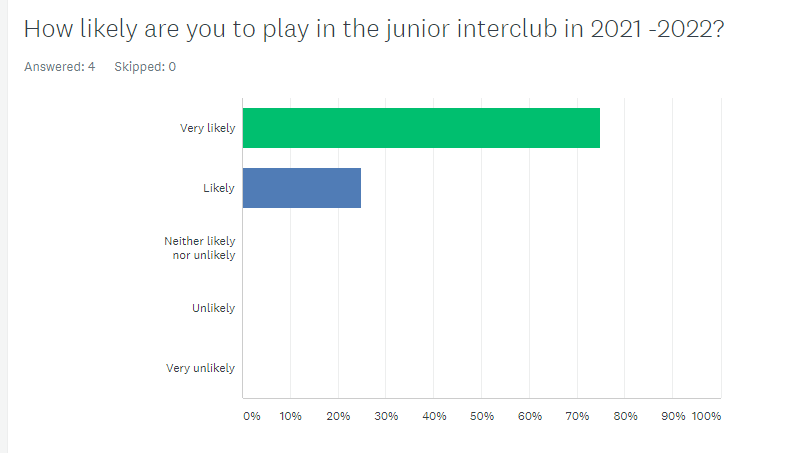 How likely are you to play in the junior interclub in 2021 -2022?
Answered: 4 Skipped: 0
Very likely
Likely
Neither likely
nor unlikely
Unlikely
Very unlikely
0% 10% 20% 30% 40% 50% 60% 70% 80% 90% 100%